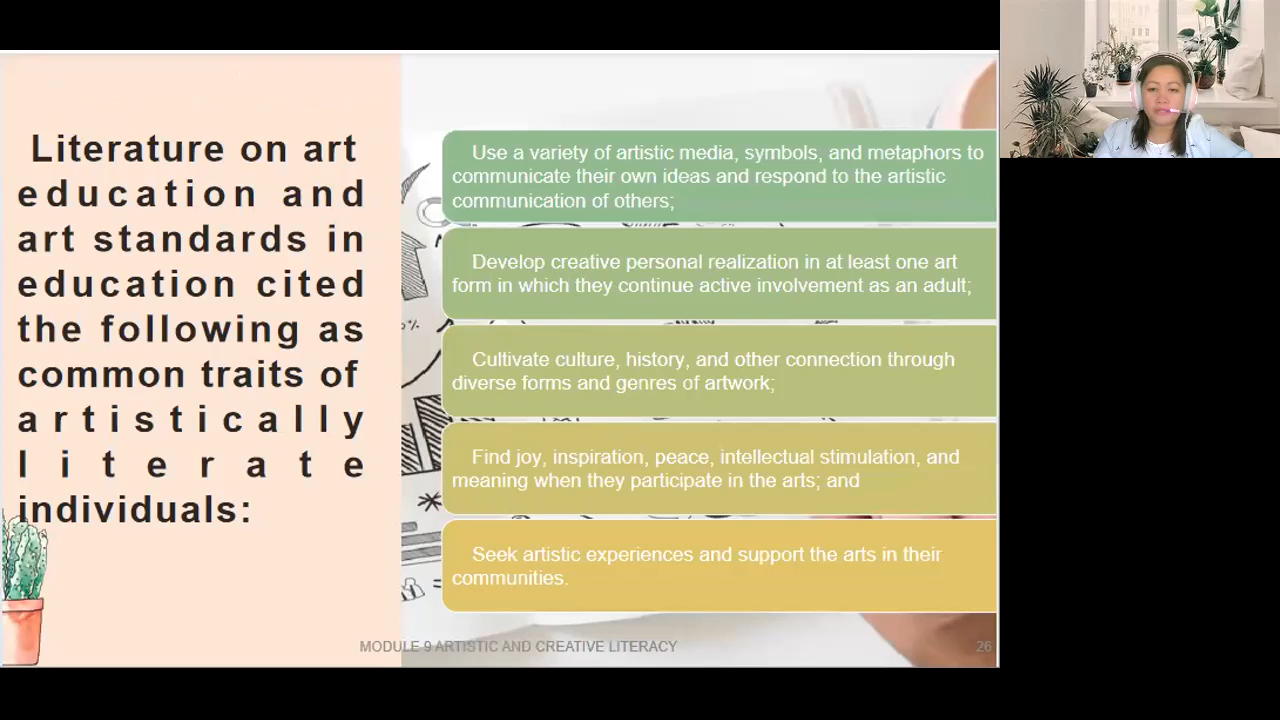 Literature on art
education and
art standards in
education cited
the following as
common traits of
artistically
literate
individuals:
Use a variety of artistic media, symbols, and metaphors to
communicate their own ideas and respond to the artistic
communication of others;
Develop creative personal realization in at least one art
form in which they continue active involvement as an adult;
Cultivate culture, history, and other connection through
diverse forms and genres of artwork;
Find joy, inspiration, peace, intellectual stimulation, and
meaning when they participate in the arts; and
Seek artistic experiences and support the arts in their
communities.
MODULE 9 ARTISTIC AND CREATIVE LITERACY
26